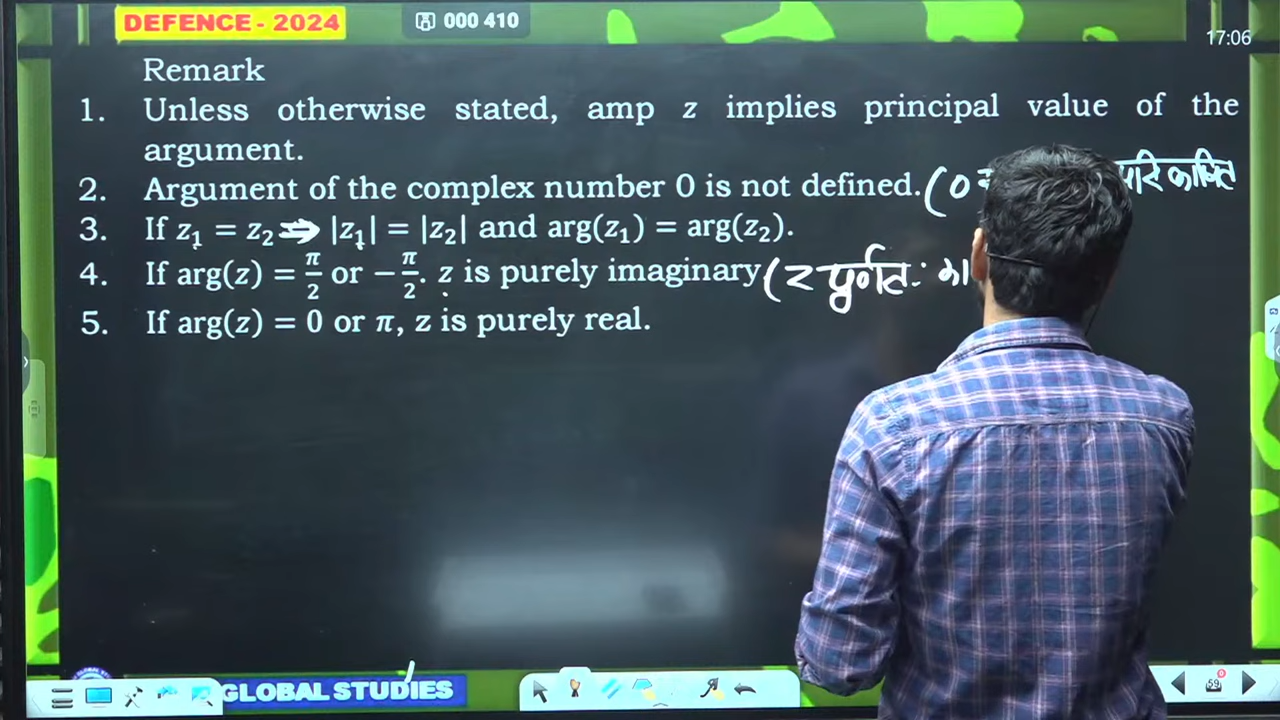 DEFENCE - 2024
000 410
17:06
Remark
1. Unless otherwise stated, amp z implies principal value of the
argument.
2. Argument of the complex number 0 is not defined. (0
3. If z₁ = z₂ ⇒ |z₁| = |z₂| and arg(z₁) = arg(z₂).
4. If arg(z) = π/2 or −π/2. z is purely imaginary (z पूर्णतः का
5. If arg(z) = 0 or π, z is purely real.
GLOBAL STUDIES
59